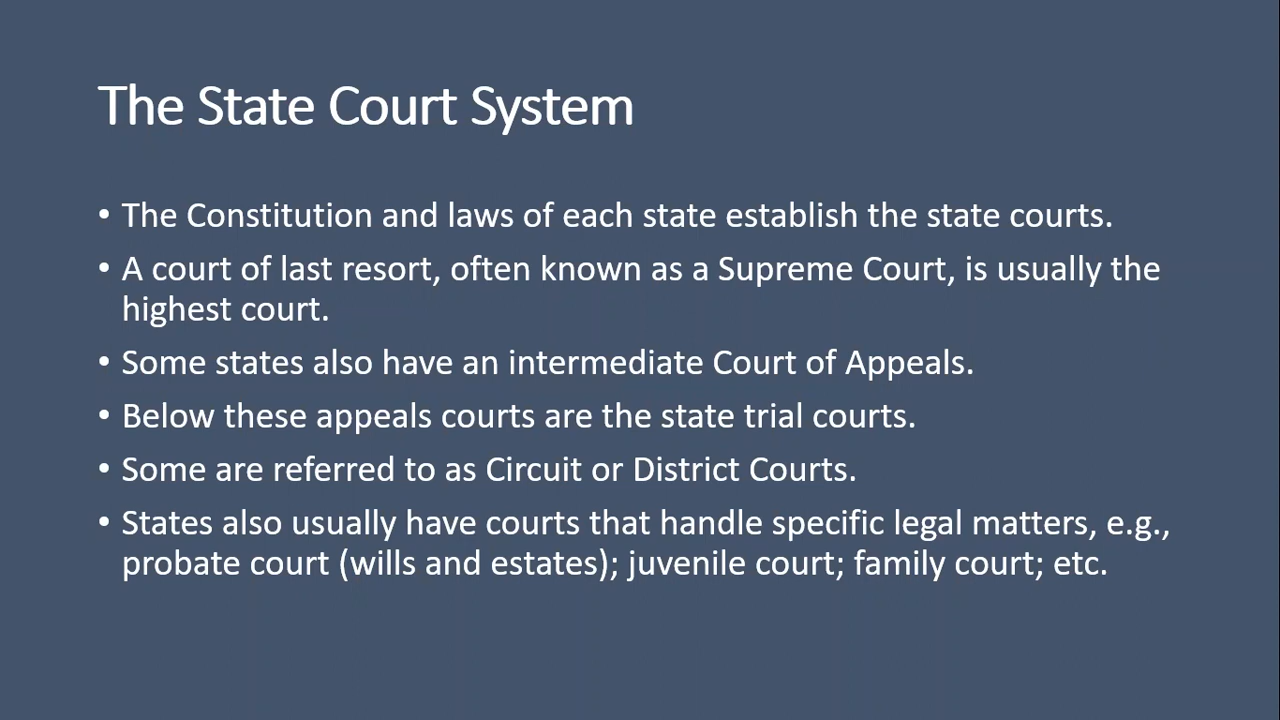 The State Court System
• The Constitution and laws of each state establish the state courts.
• A court of last resort, often known as a Supreme Court, is usually the
highest court.
• Some states also have an intermediate Court of Appeals.
• Below these appeals courts are the state trial courts.
• Some are referred to as Circuit or District Courts.
• States also usually have courts that handle specific legal matters, e.g.,
probate court (wills and estates); juvenile court; family court; etc.